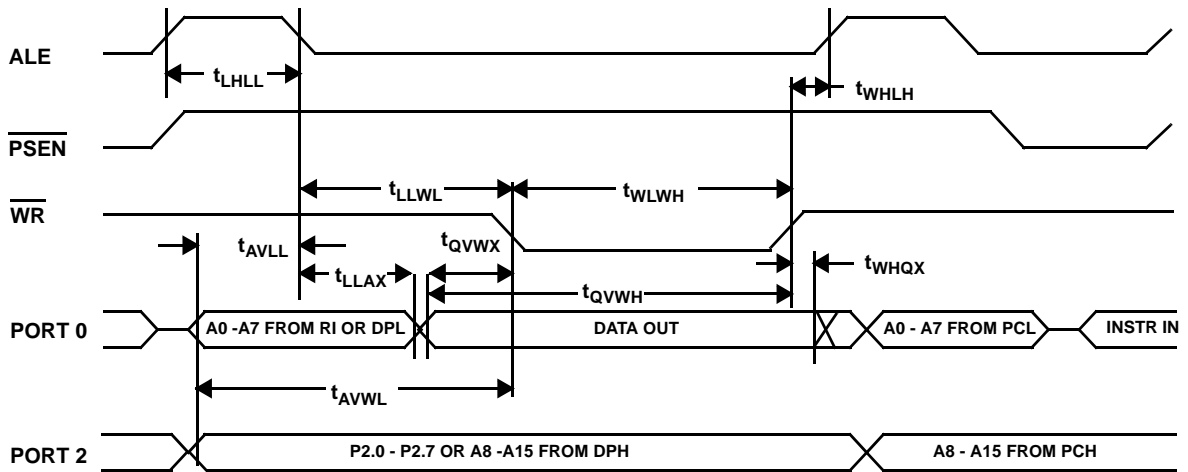 ALE
tLHLL
tWHLH
PSEN
tLLWL
tWLWH
WR
tAVLL
tQVWX
tLLAX
tWHQX
tQVWH
PORT 0
A0 -A7 FROM RI OR DPL
DATA OUT
A0 - A7 FROM PCL
INSTR IN
tAVWL
PORT 2
P2.0 - P2.7 OR A8 -A15 FROM DPH
A8 - A15 FROM PCH